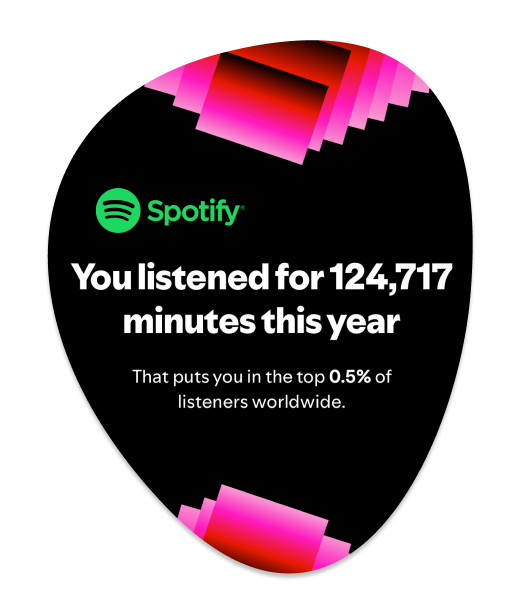 Spotify®
You listened for 124,717
minutes this year
That puts you in the top 0.5% of
listeners worldwide.